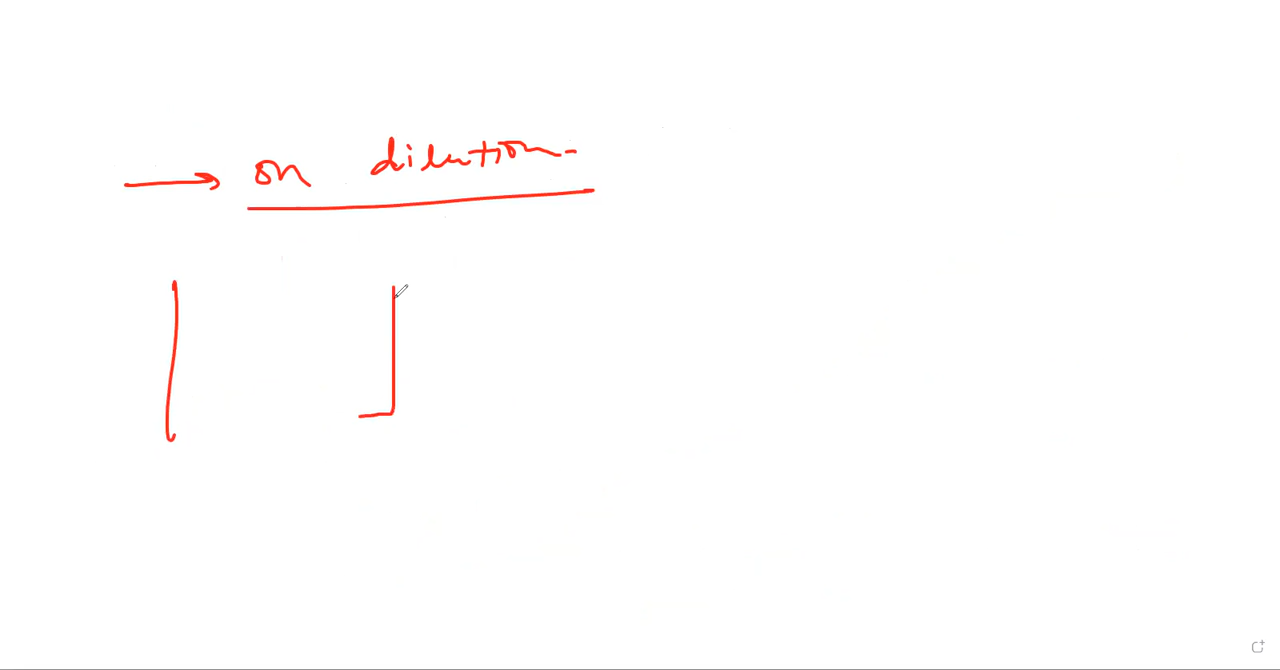 → on dilution-